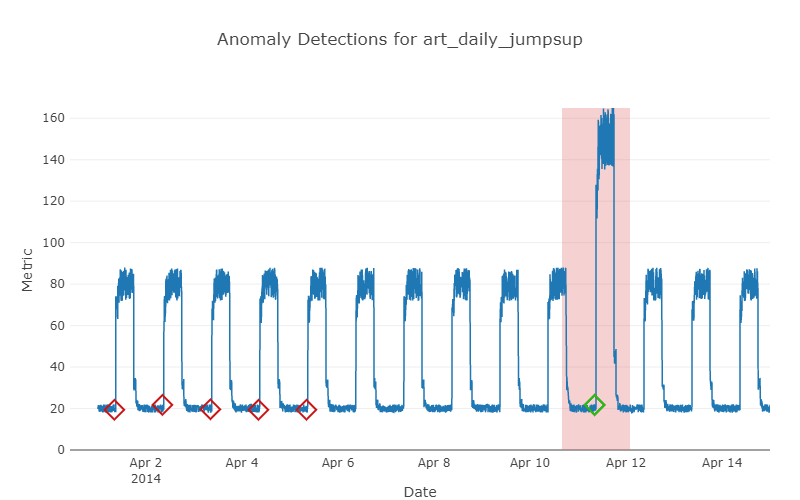 Anomaly Detections for art_daily_jumpsup
160
140
120
100
80
60
40
20
0
Metric
Apr 2
2014
Apr 4
Apr 6
Apr 8
Apr 10
Apr 12
Apr 14
Date